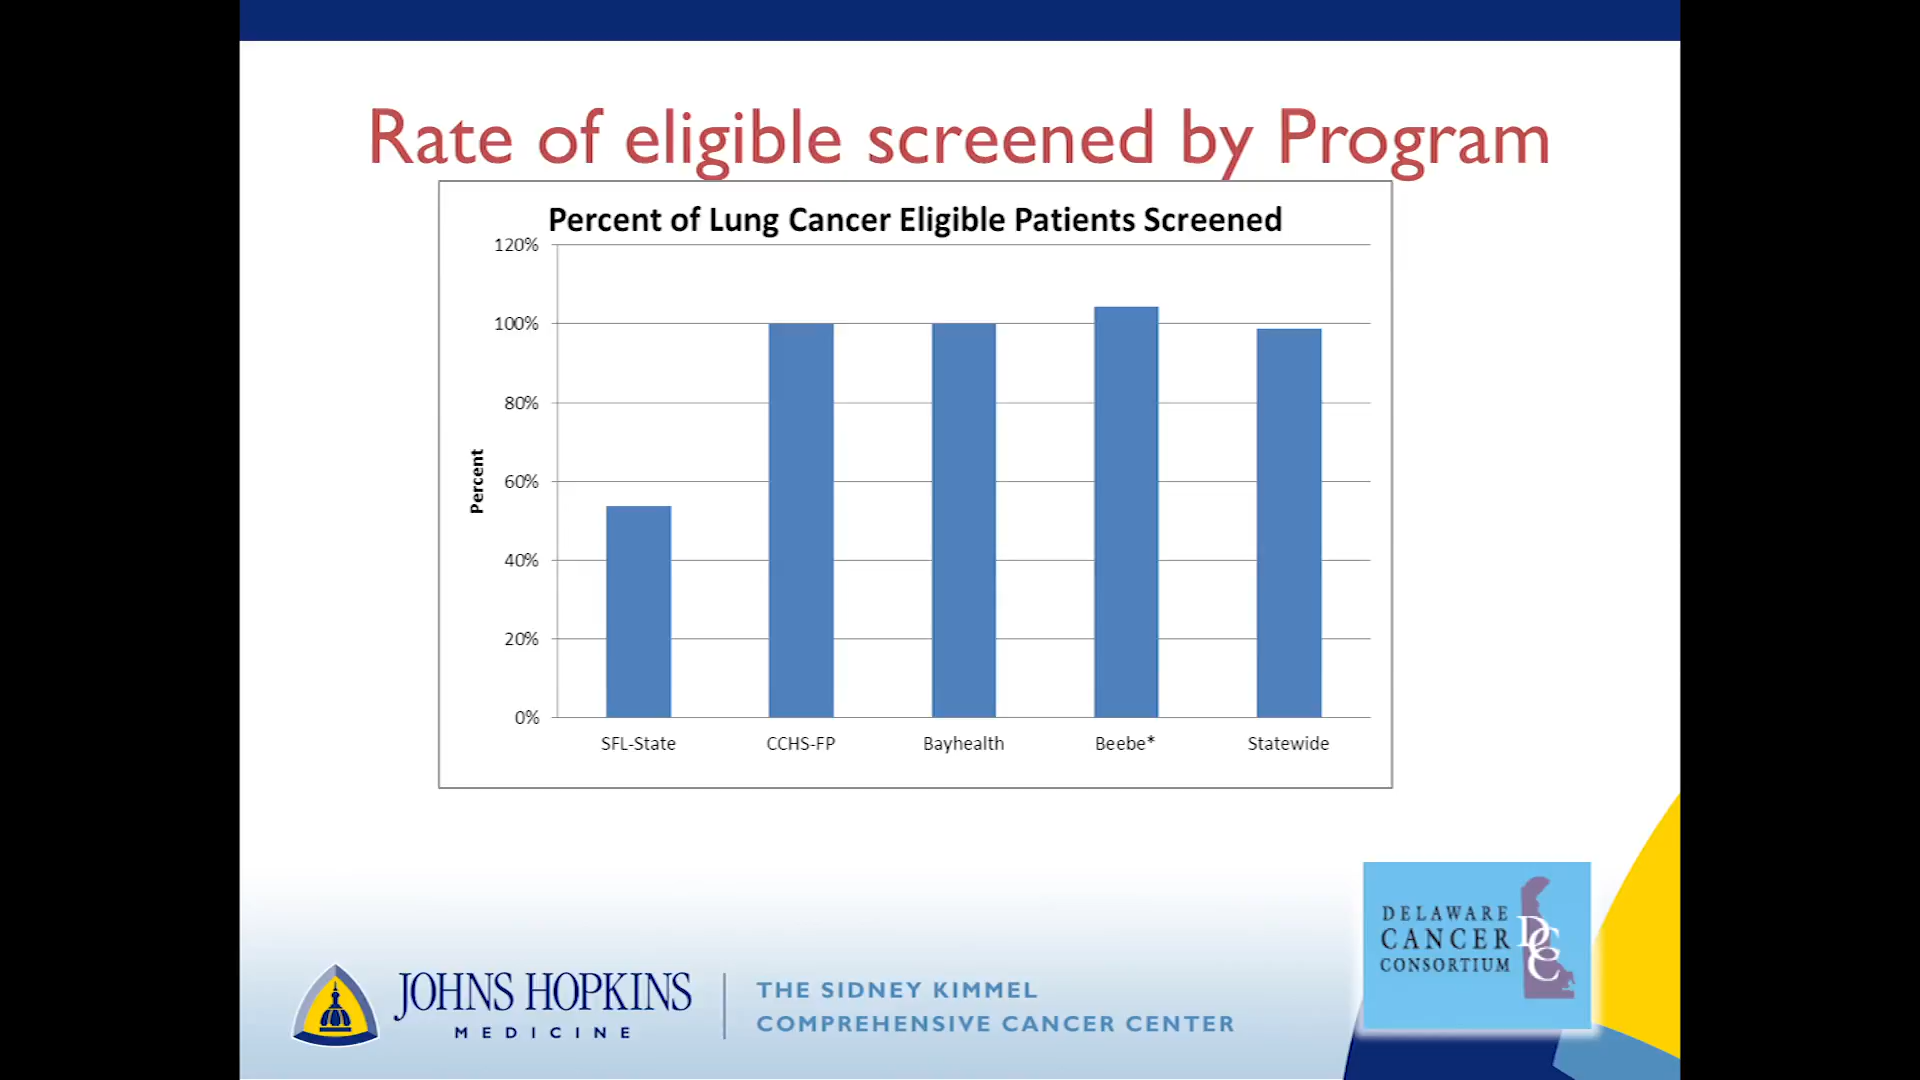 Rate of eligible screened by Program
Percent of Lung Cancer Eligible Patients Screened
120%
100%
80%
60%
40%
20%
0%
Percent
SFL-State
CCHS-FP
Bayhealth
Beebe*
Statewide
DELAWARE
CANCER
CONSORTIUM
DCC
JOHNS HOPKINS
MEDICINE
THE SIDNEY KIMMEL
COMPREHENSIVE CANCER CENTER